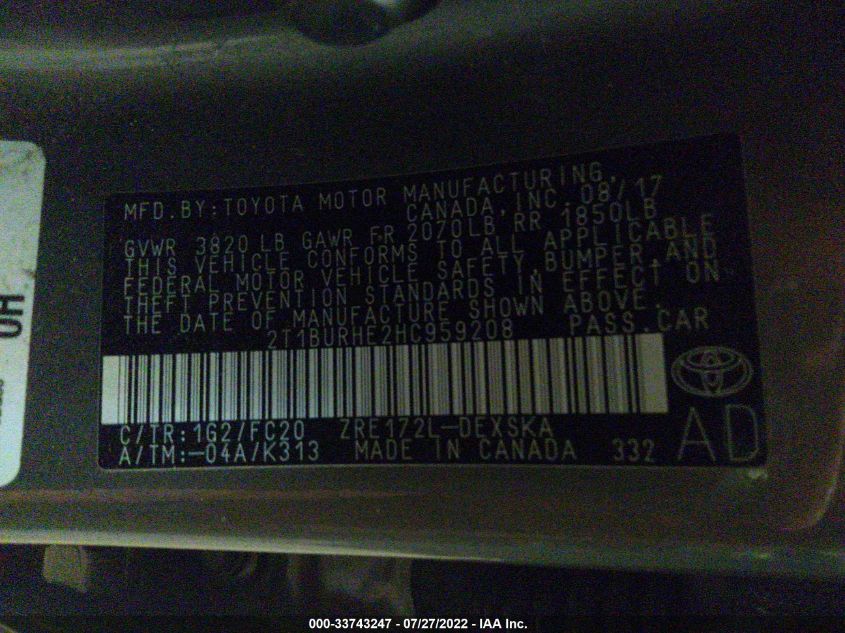 MFD.BY:TOYOTA MOTOR MANUFACTURING,
CANADA, INC. 08/17
GVWR 3820 LB GAWR FR 2070LB RR 1850LB
THIS VEHICLE CONFORMS TO ALL APPLICABLE
FEDERAL MOTOR VEHICLE SAFETY,BUMPER,AND
THEFT PREVENTION STANDARDS IN EFFECT ON
THE DATE OF MANUFACTURE SHOWN ABOVE.
2T1BURHE2HC959208 PASS.CAR
C/TR:1G2/FC20 ZRE172L-DEXSKA
A/TM:-04A/K313 MADE IN CANADA 332
AD
000-33743247 - 07/27/2022 - IAA Inc.